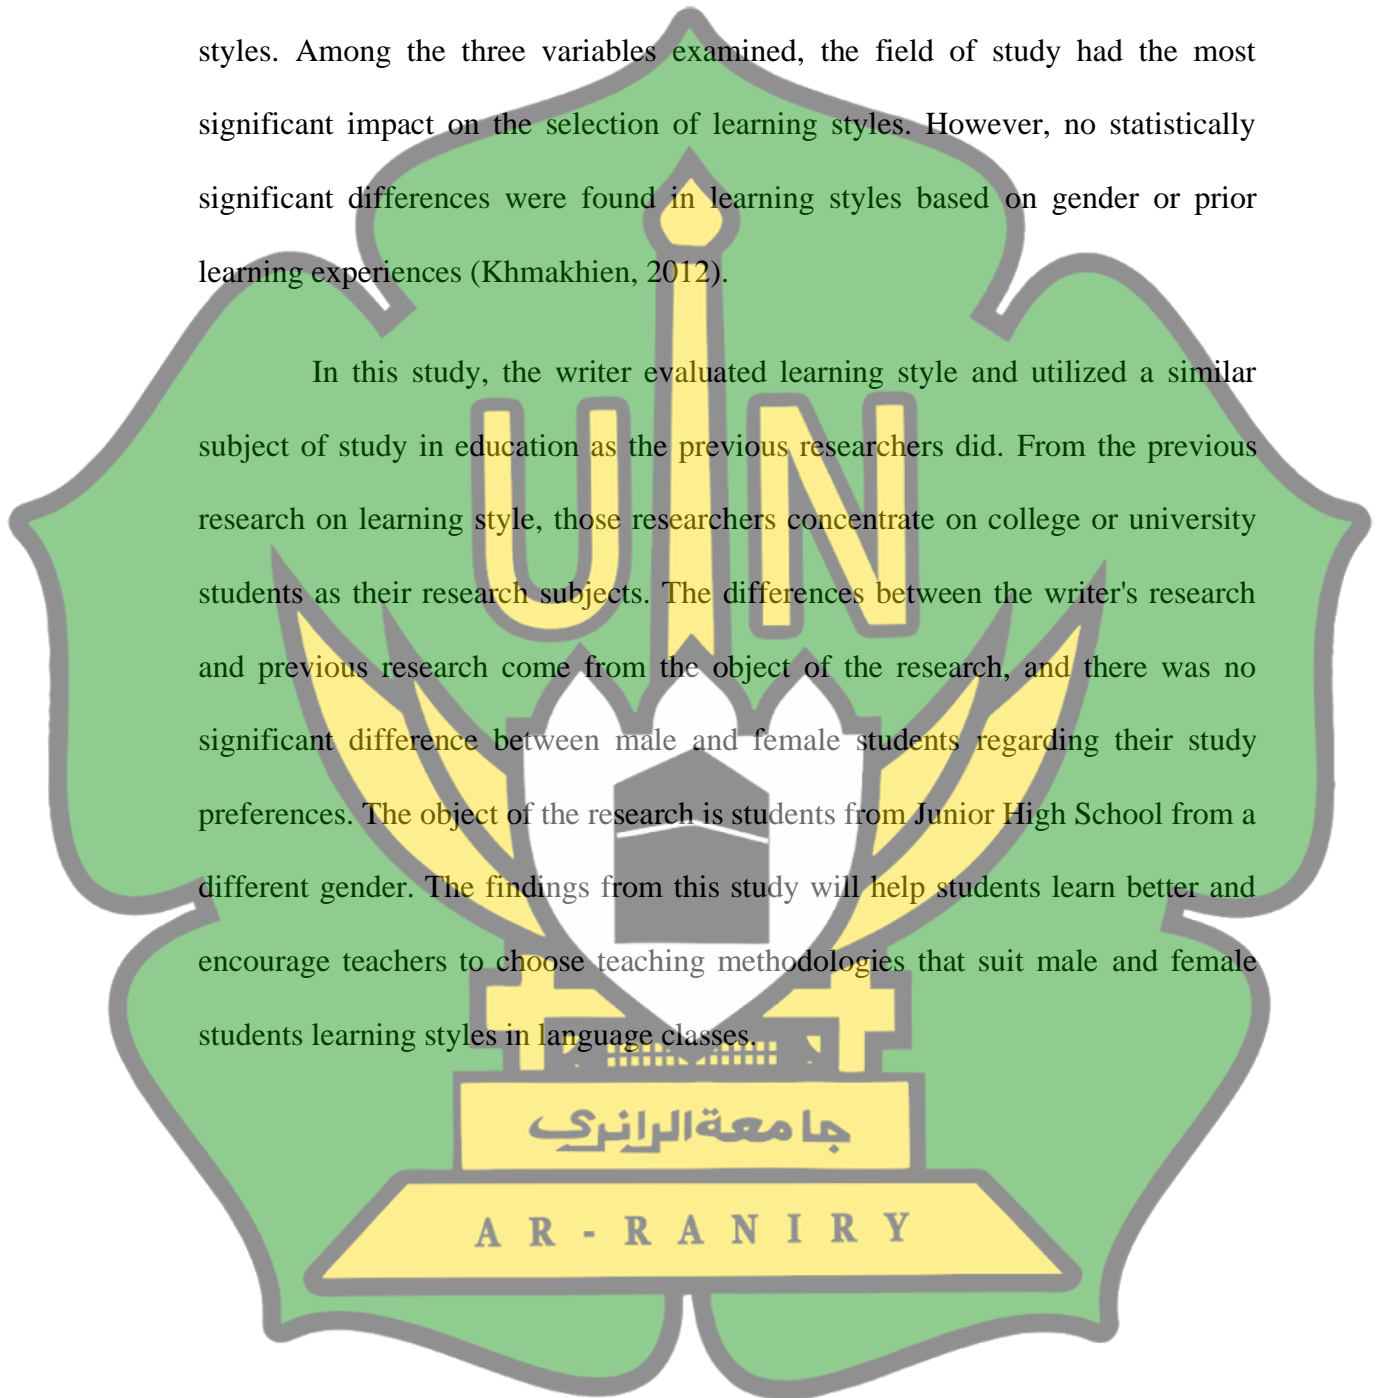 styles. Among the three variables examined, the field of study had the most
significant impact on the selection of learning styles. However, no statistically
significant differences were found in learning styles based on gender or prior
learning experiences (Khmakhien, 2012).
In this study, the writer evaluated learning style and utilized a similar
subject of study in education as the previous researchers did. From the previous
research on learning style, those researchers concentrate on college or university
students as their research subjects. The differences between the writer's research
and previous research come from the object of the research, and there was no
significant difference between male and female students regarding their study
preferences. The object of the research is students from Junior High School from a
different gender. The findings from this study will help students learn better and
encourage teachers to choose teaching methodologies that suit male and female
students learning styles in language classes.
UIN
جامعةالرانري
AR-RANIRY